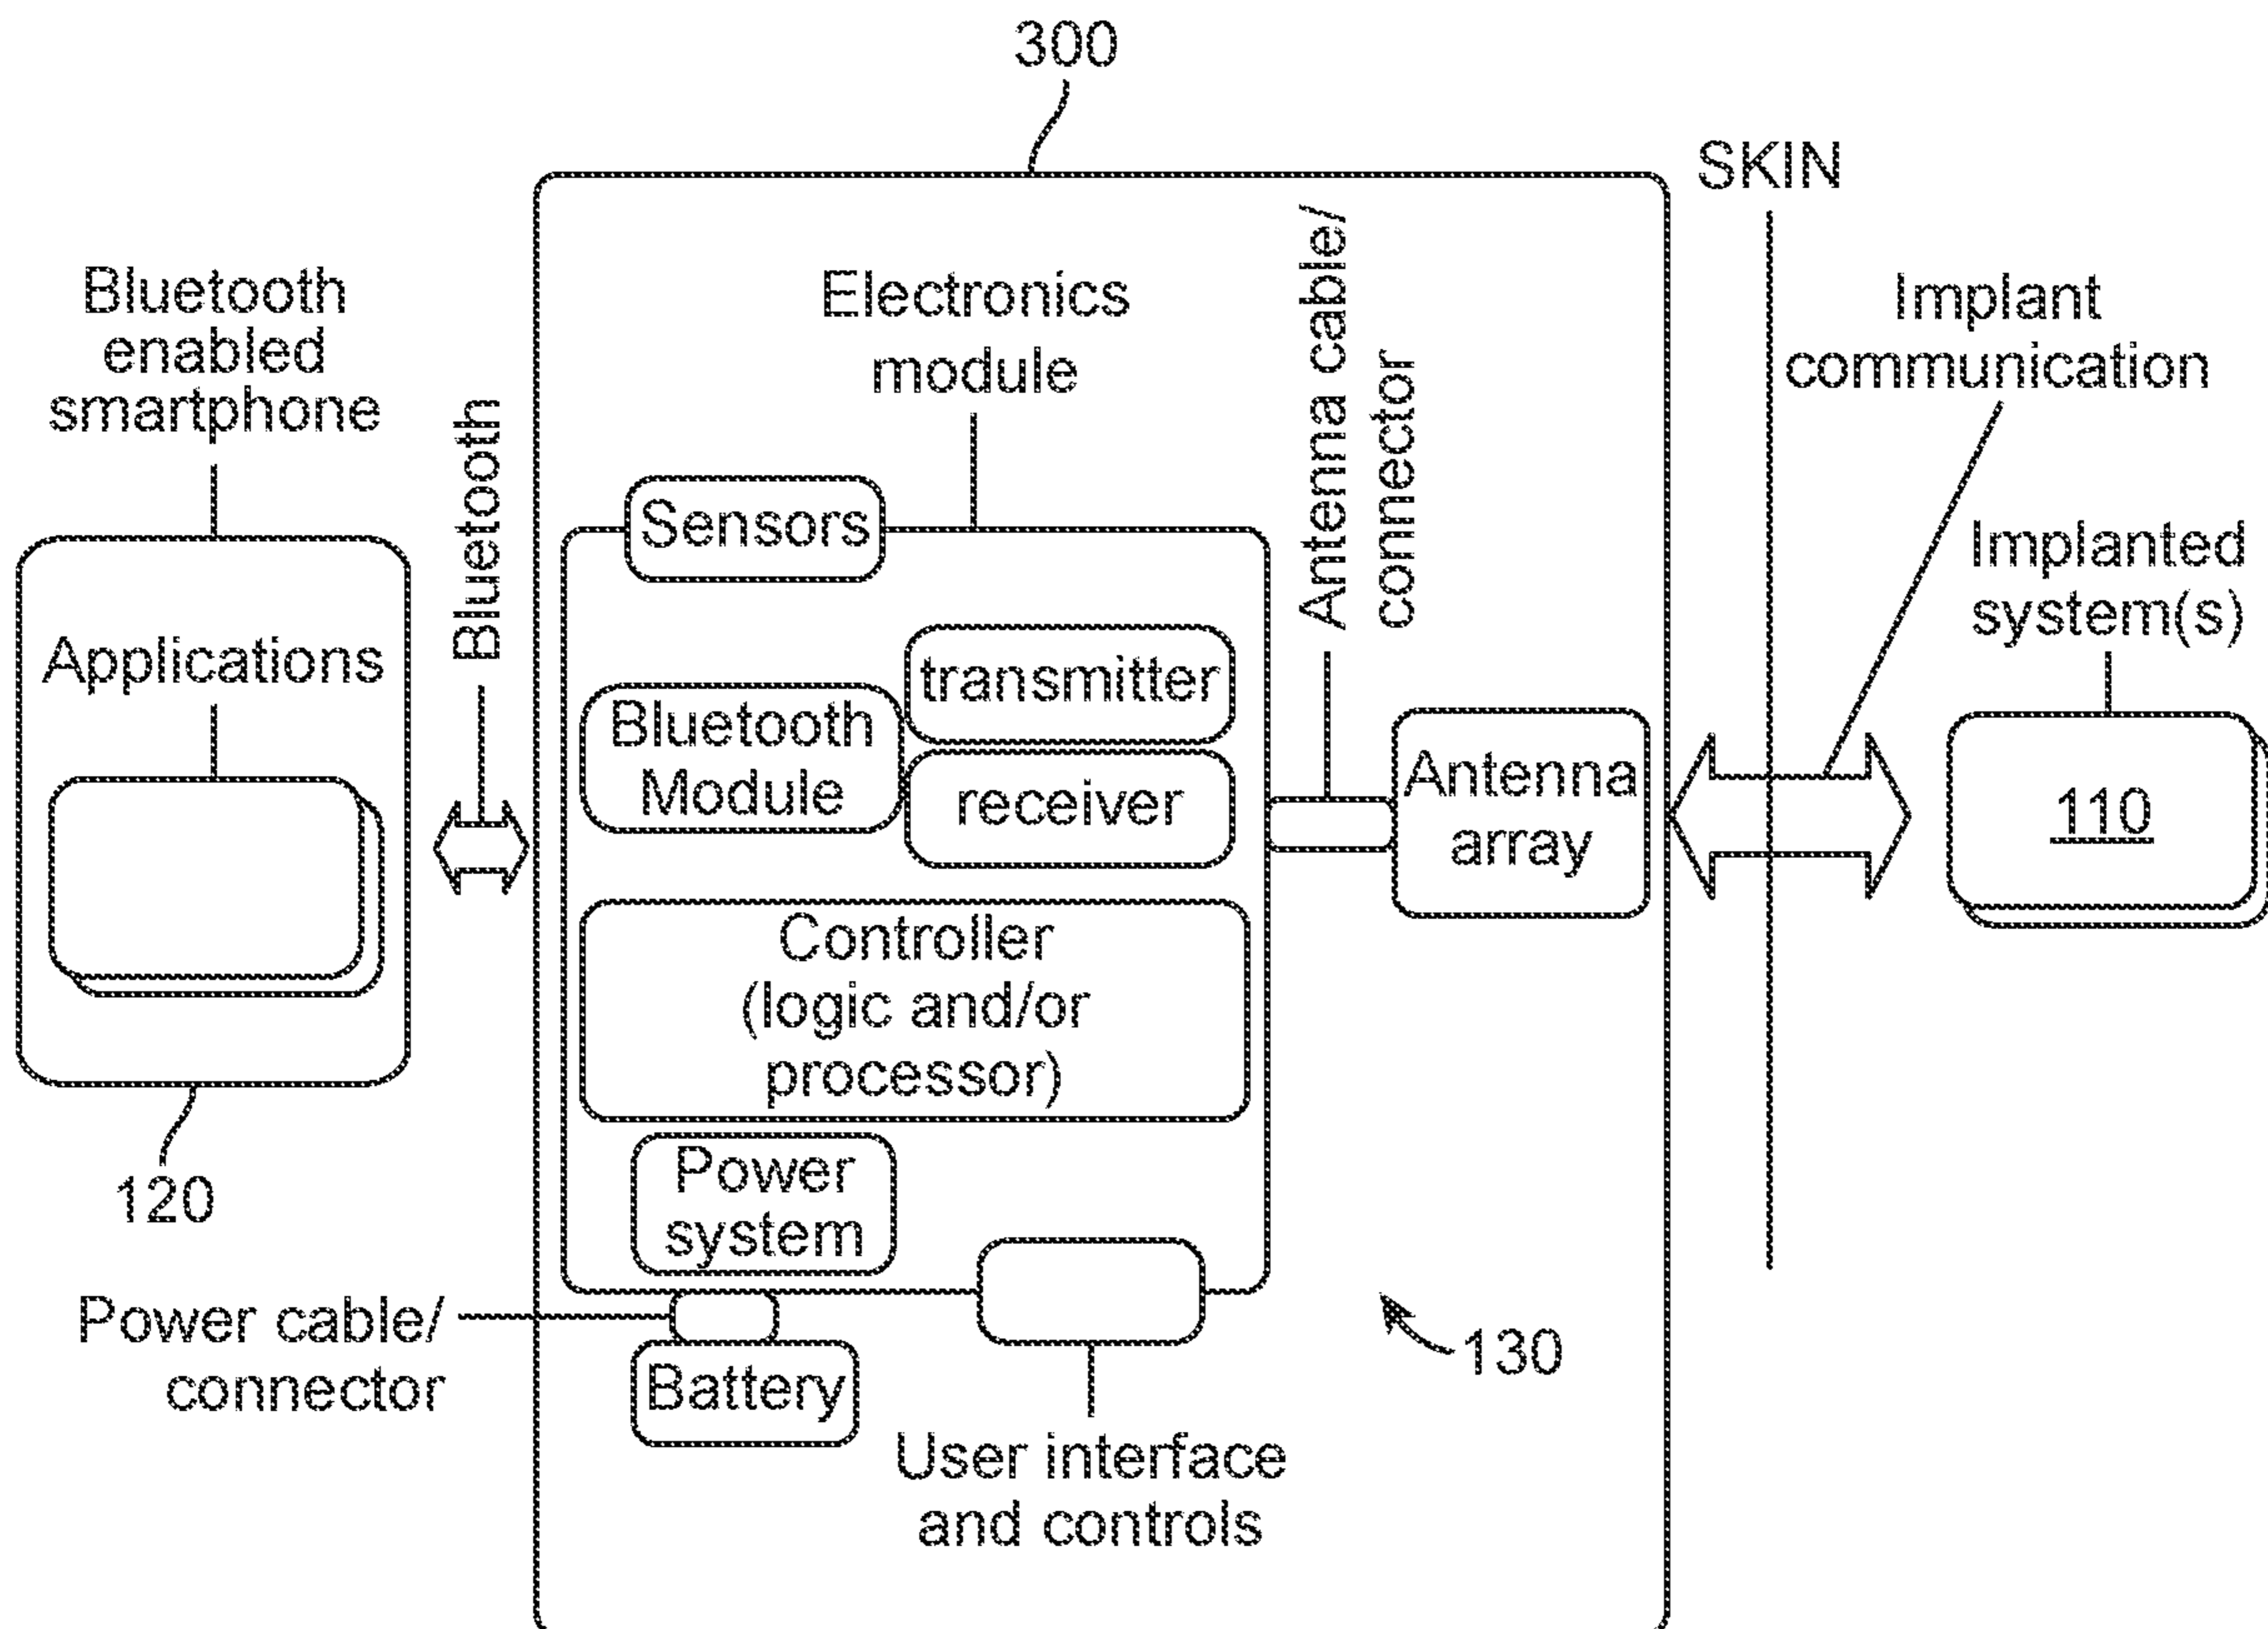 300
SKIN
Bluetooth
enabled
smartphone
Bluetooth
Electronics
module
Antenna cable/
connector
Implant
communication
Implanted
system(s)
Sensors
Applications
transmitter
Bluetooth
Module
receiver
Antenna
array
110
Controller
(logic and/or
processor)
120
Power
system
Power cable/
connector
Battery
130
User interface
and controls